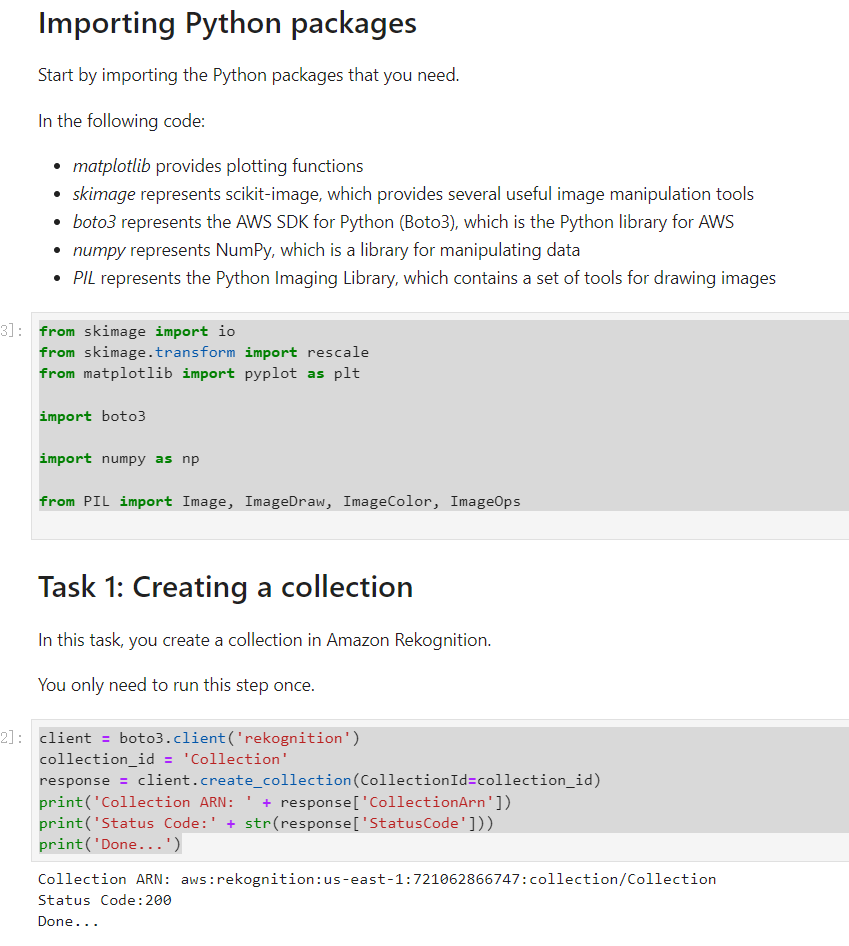 Importing Python packages
Start by importing the Python packages that you need.
In the following code:
• matplotlib provides plotting functions
• skimage represents scikit-image, which provides several useful image manipulation tools
• boto3 represents the AWS SDK for Python (Boto3), which is the Python library for AWS
• numpy represents NumPy, which is a library for manipulating data
• PIL represents the Python Imaging Library, which contains a set of tools for drawing images
3]:
from skimage import io
from skimage.transform import rescale
from matplotlib import pyplot as plt
import boto3
import numpy as np
from PIL import Image, ImageDraw, ImageColor, ImageOps
Task 1: Creating a collection
In this task, you create a collection in Amazon Rekognition.
You only need to run this step once.
2]:
client = boto3.client('rekognition')
collection_id = 'Collection'
response = client.create_collection(CollectionId=collection_id)
print('Collection ARN: ' + response['CollectionArn'])
print('Status Code:' + str(response['StatusCode']))
print('Done...')
Collection ARN: aws:rekognition:us-east-1:721062866747:collection/Collection
Status Code:200
Done...